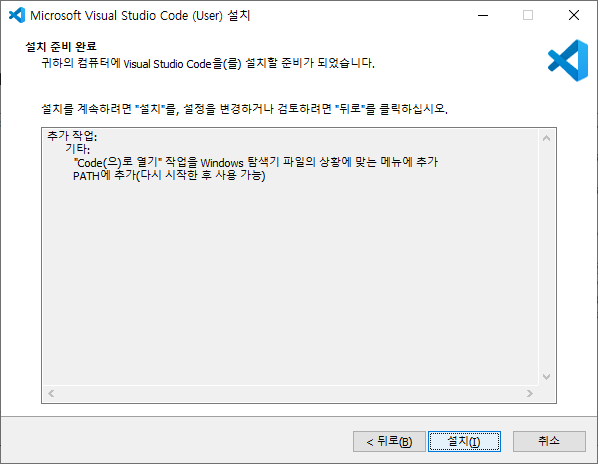 Microsoft Visual Studio Code (User) 설치
설치 준비 완료
귀하의 컴퓨터에 Visual Studio Code을(를) 설치할 준비가 되었습니다.
설치를 계속하려면 "설치"를, 설정을 변경하거나 검토하려면 "뒤로"를 클릭하십시오.
추가 작업:
기타:
"Code(으)로 열기" 작업을 Windows 탐색기 파일의 상황에 맞는 메뉴에 추가
PATH에 추가(다시 시작한 후 사용 가능)
< 뒤로(B) 설치(I) 취소